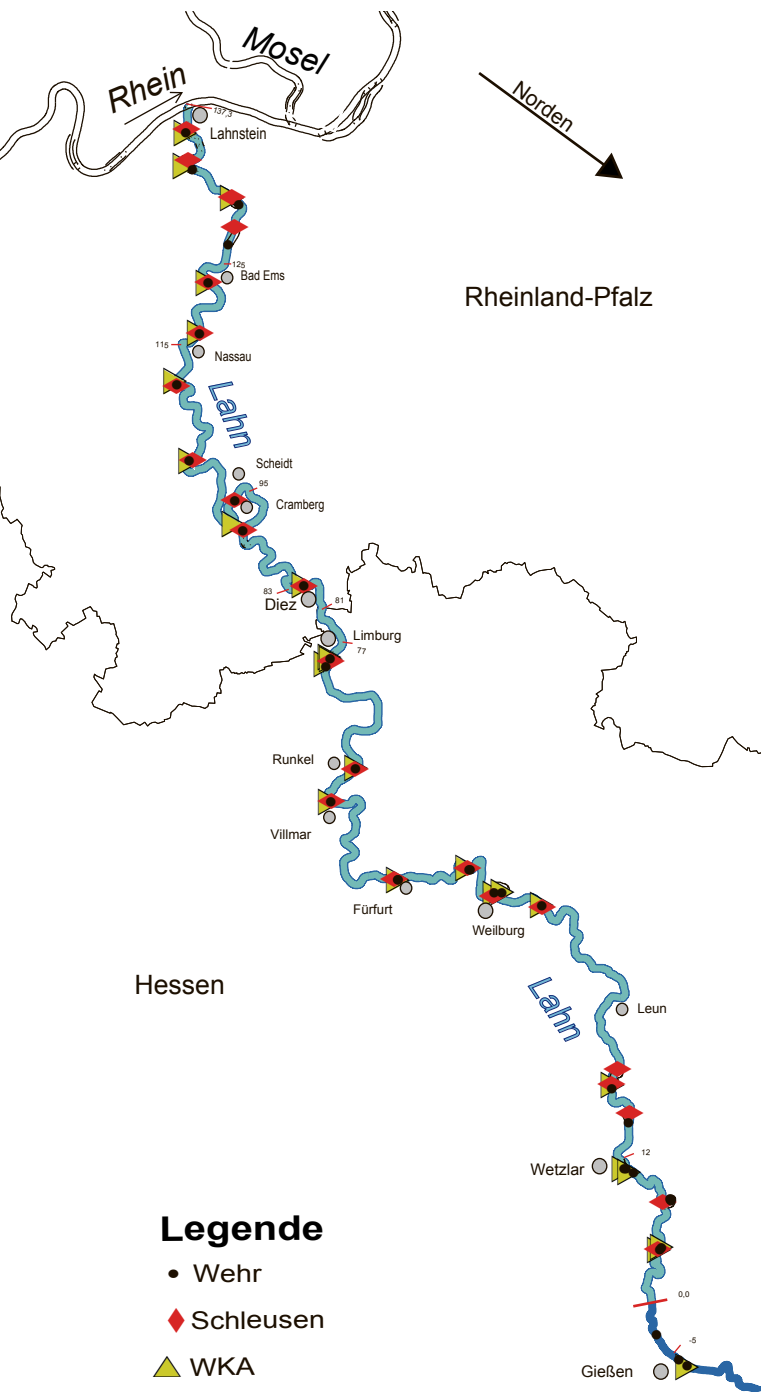 Mosel
Rhein
Norden
137,3
Lahnstein
125
Bad Ems
Rheinland-Pfalz
115
Nassau
Lahn
Scheidt
95
Cramberg
83
Diez
81
Limburg
77
Runkel
Villmar
Fürfurt
Weilburg
Hessen
Lahn
Leun
12
Wetzlar
Legende
Wehr
0,0
Schleusen
-5
WKA
Gießen